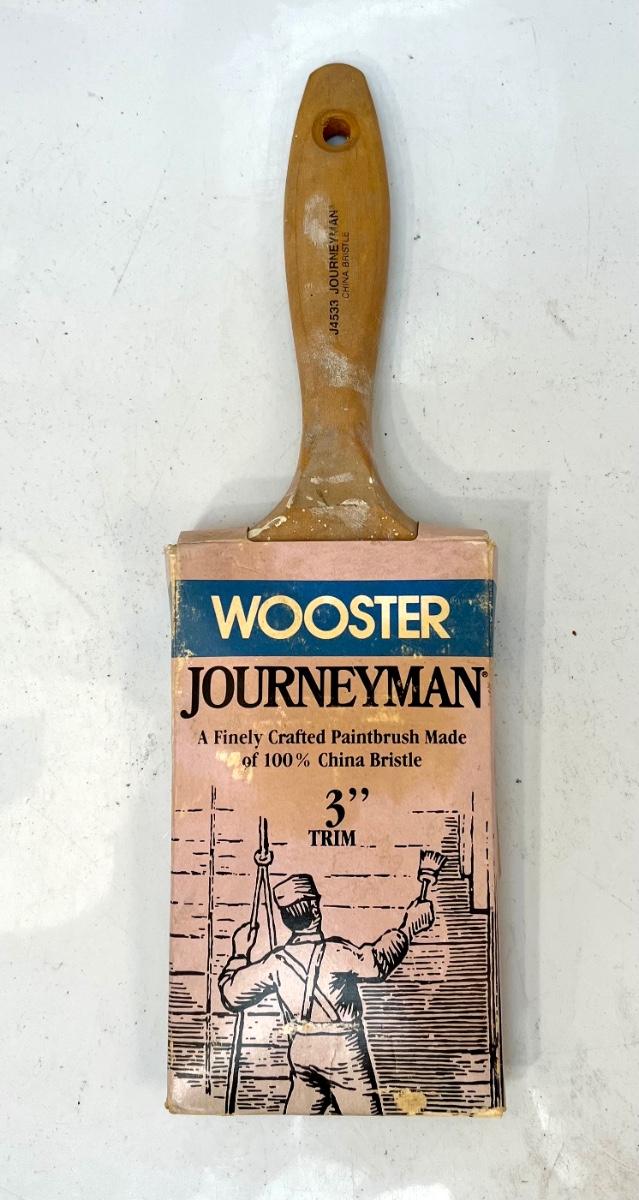 J4533 JOURNEYMAN®
CHINA BRISTLE
WOOSTER
JOURNEYMAN®
A Finely Crafted Paintbrush Made
of 100% China Bristle
3”
TRIM